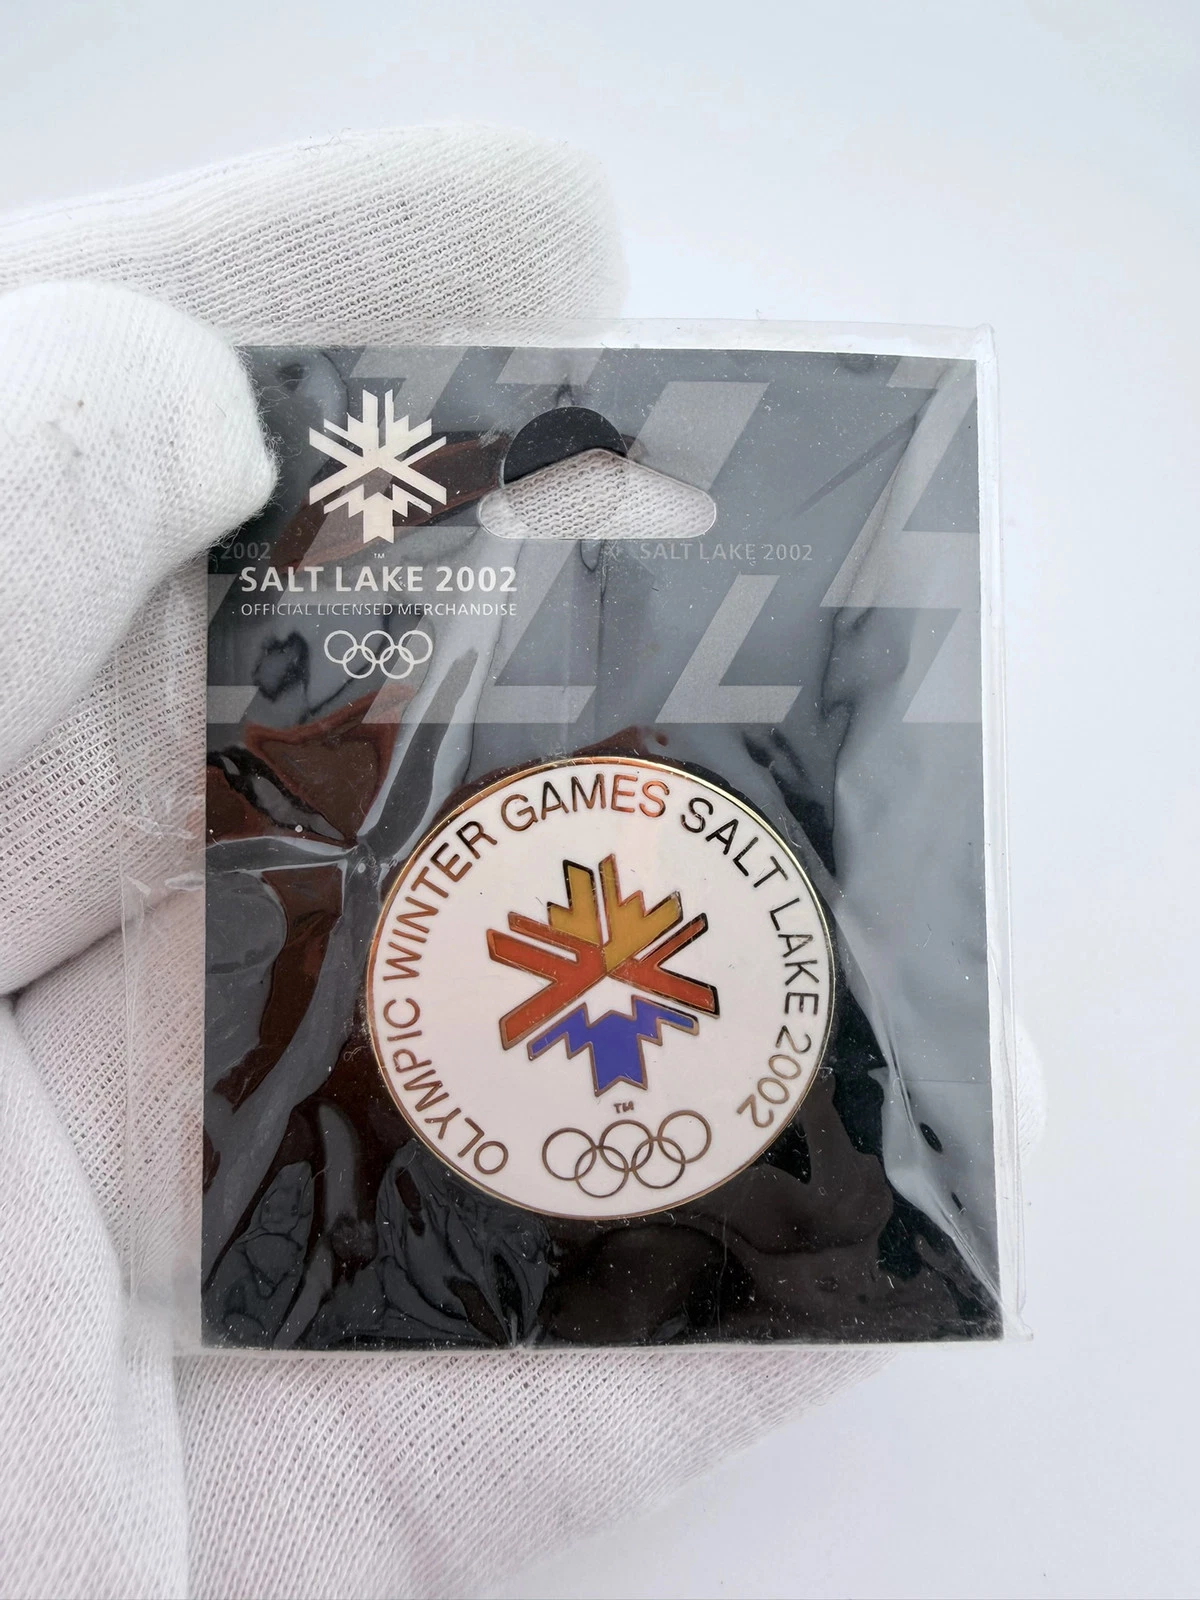 2002
SALT LAKE 2002
TM
SALT LAKE 2002
OFFICIAL LICENSED MERCHANDISE
OLYMPIC WINTER GAMES SALT LAKE 2002
TM